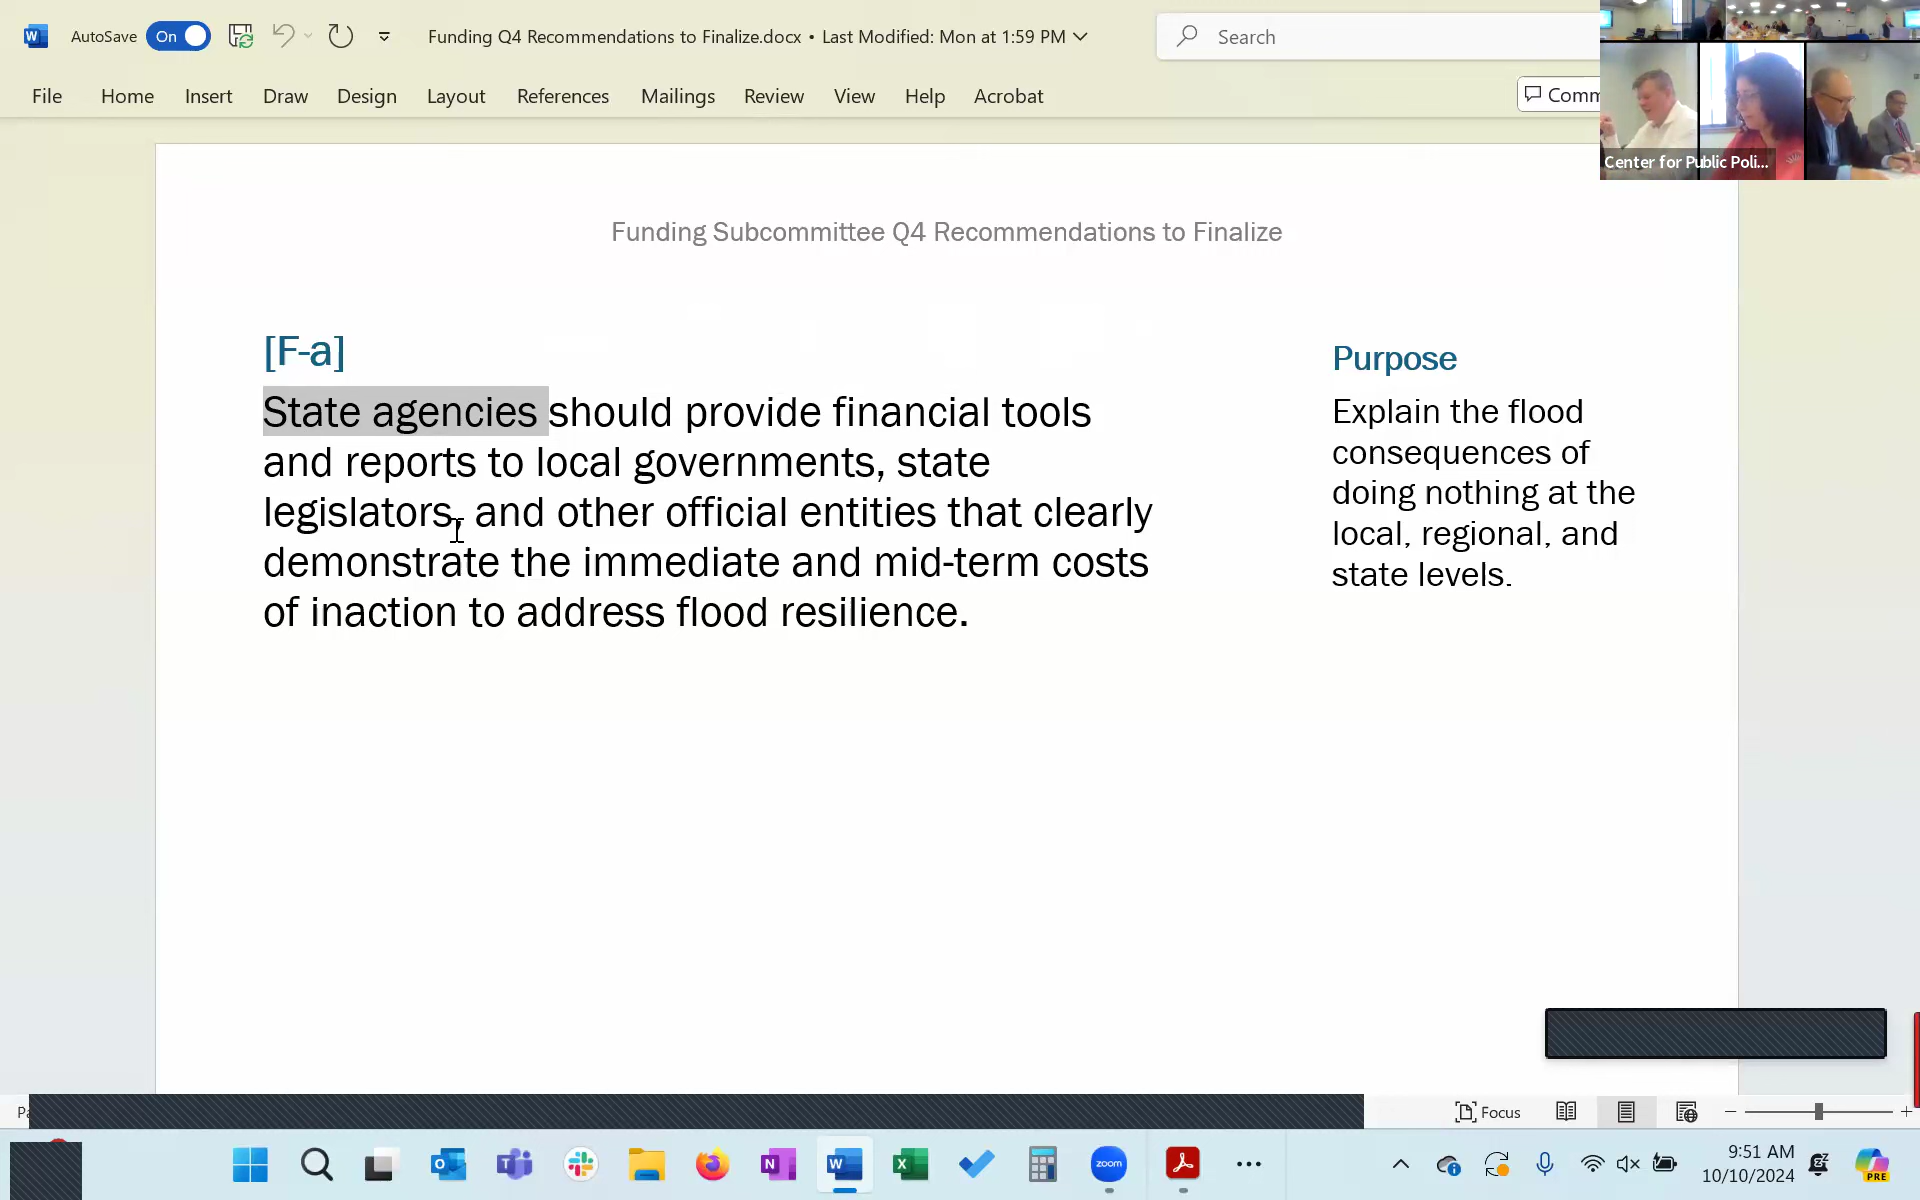 AutoSave On Funding Q4 Recommendations to Finalize.docx • Last Modified: Mon at 1:59 PM Search
File Home Insert Draw Design Layout References Mailings Review View Help Acrobat Comm
Center for Public Poli...
Funding Subcommittee Q4 Recommendations to Finalize
[F-a]
State agencies should provide financial tools
and reports to local governments, state
legislators, and other official entities that clearly
demonstrate the immediate and mid-term costs
of inaction to address flood resilience.
Purpose
Explain the flood
consequences of
doing nothing at the
local, regional, and
state levels.
Focus
zoom
9:51 AM
10/10/2024
PRE